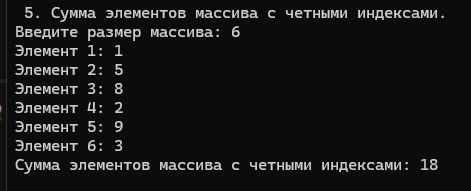 5. Сумма элементов массива с четными индексами.
Введите размер массива: 6
Элемент 1: 1
Элемент 2: 5
Элемент 3: 8
Элемент 4: 2
Элемент 5: 9
Элемент 6: 3
Сумма элементов массива с четными индексами: 18